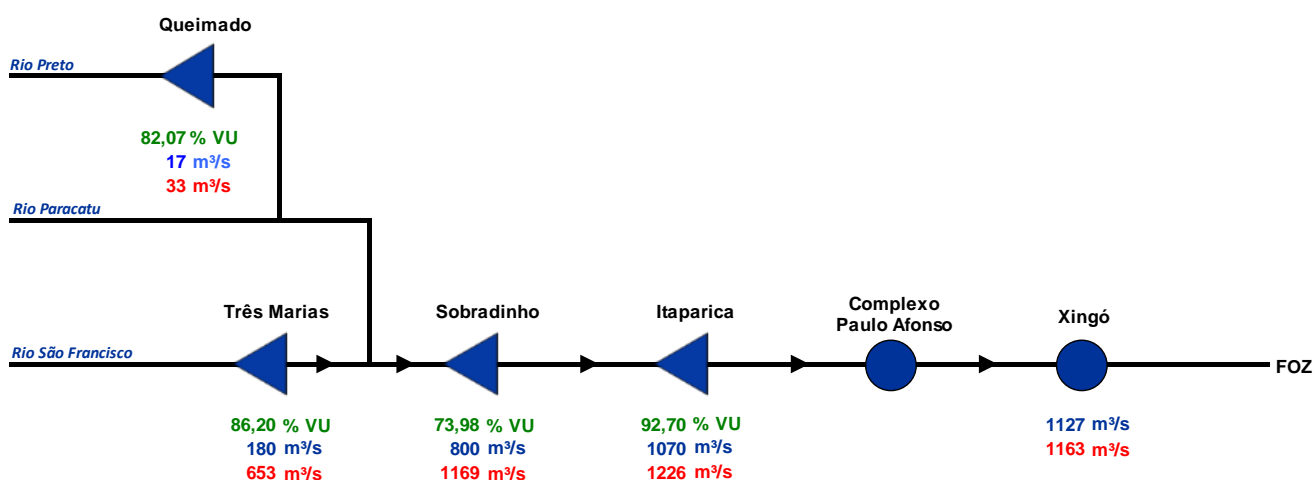 Queimado
Rio Preto
82,07 % VU
17 m³/s
33 m³/s
Rio Paracatu
Três Marias
Sobradinho
Itaparica
Complexo
Paulo Afonso
Xingó
Rio São Francisco
FOZ
86,20 % VU
180 m³/s
653 m³/s
73,98 % VU
800 m³/s
1169 m³/s
92,70 % VU
1070 m³/s
1226 m³/s
1127 m³/s
1163 m³/s